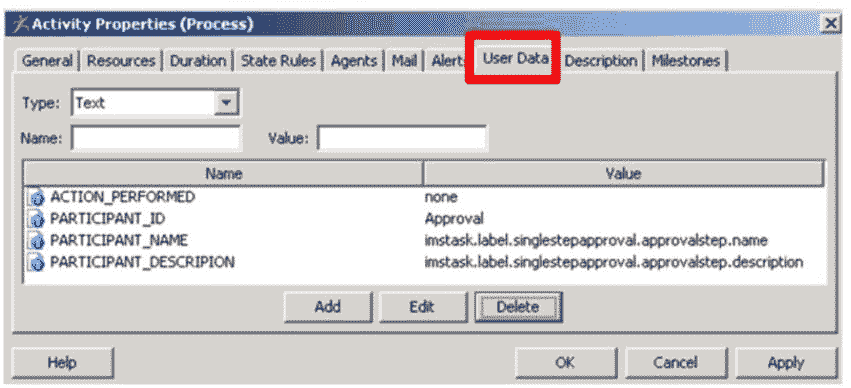 Activity Properties (Process)
General Resources Duration State Rules Agents Mail Alert User Data Description Milestones
Type: Text
Name: Value:
Name Value
ACTION_PERFORMED none
PARTICIPANT_ID Approval
PARTICIPANT_NAME imstask.label.singlestepapproval.approvalstep.name
PARTICIPANT_DESCRIPION imstask.label.singlestepapproval.approvalstep.description
Add Edit Delete
Help OK Cancel Apply